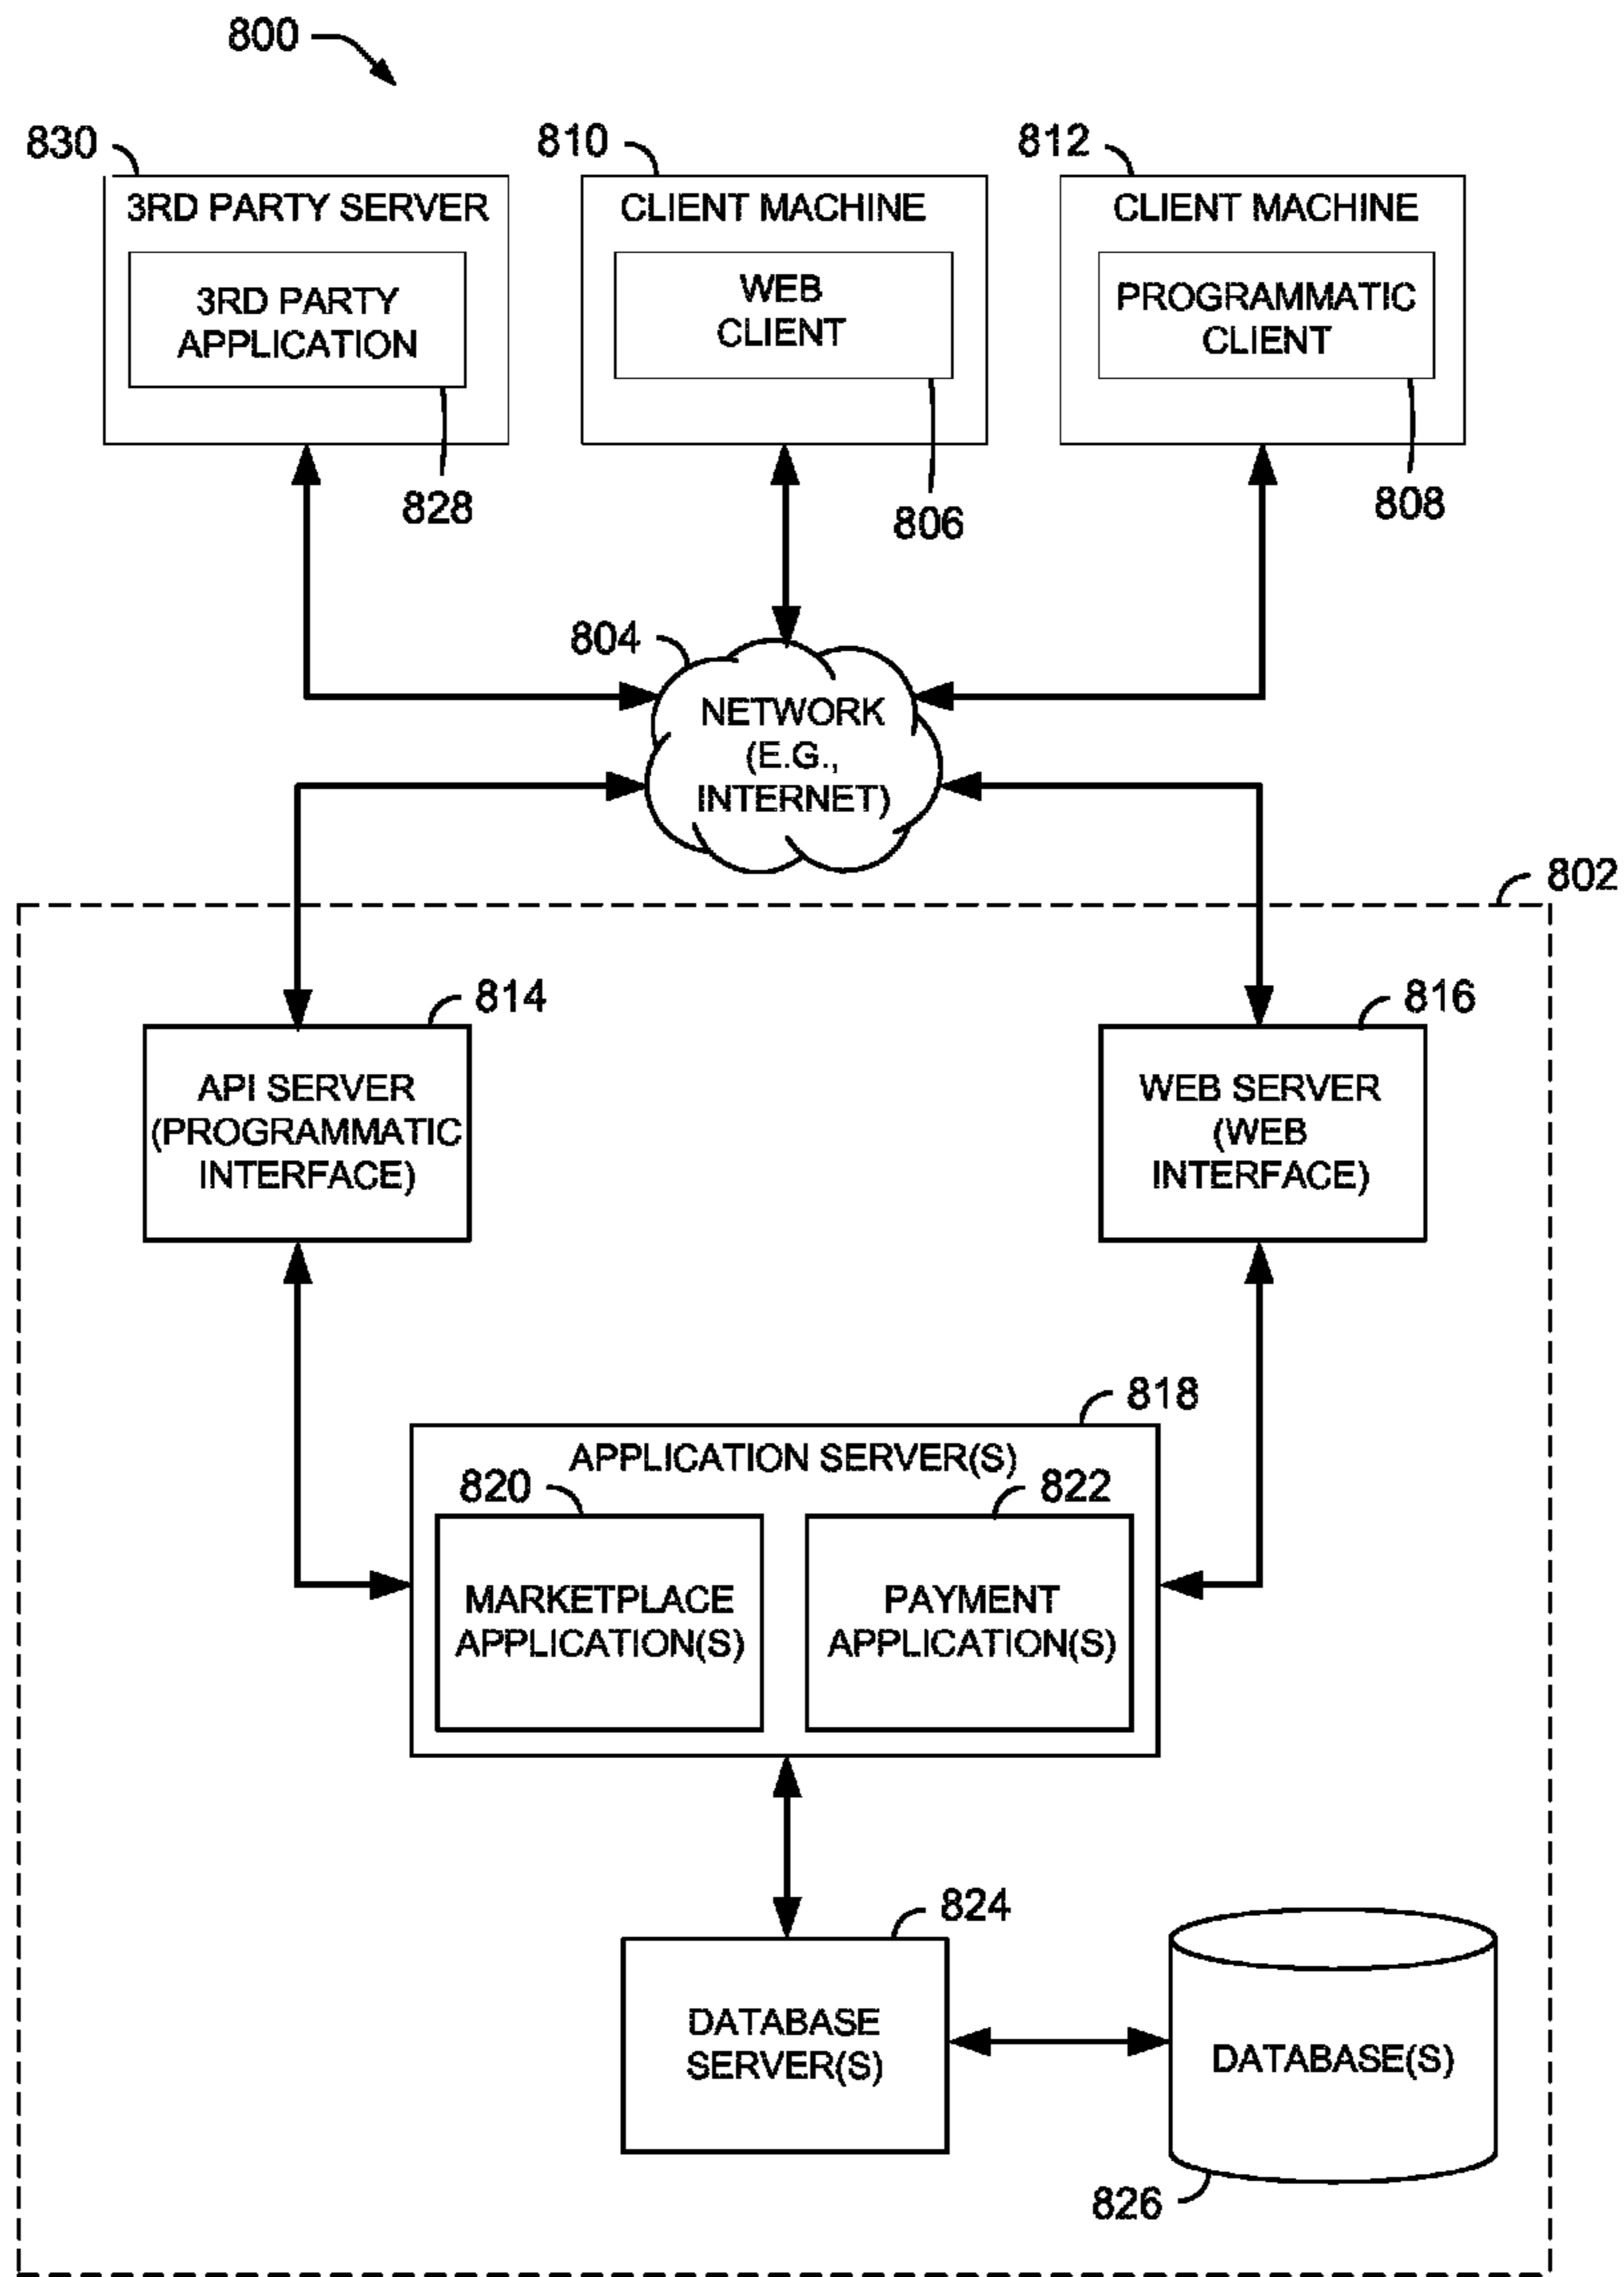 800
830
810
812
3RD PARTY SERVER
CLIENT MACHINE
CLIENT MACHINE
3RD PARTY
APPLICATION
WEB
CLIENT
PROGRAMMATIC
CLIENT
828
806
808
804
NETWORK
(E.G.,
INTERNET)
802
814
816
API SERVER
(PROGRAMMATIC
INTERFACE)
WEB SERVER
(WEB
INTERFACE)
818
APPLICATION SERVER(S)
820
822
MARKETPLACE
APPLICATION(S)
PAYMENT
APPLICATION(S)
824
DATABASE
SERVER(S)
DATABASE(S)
826